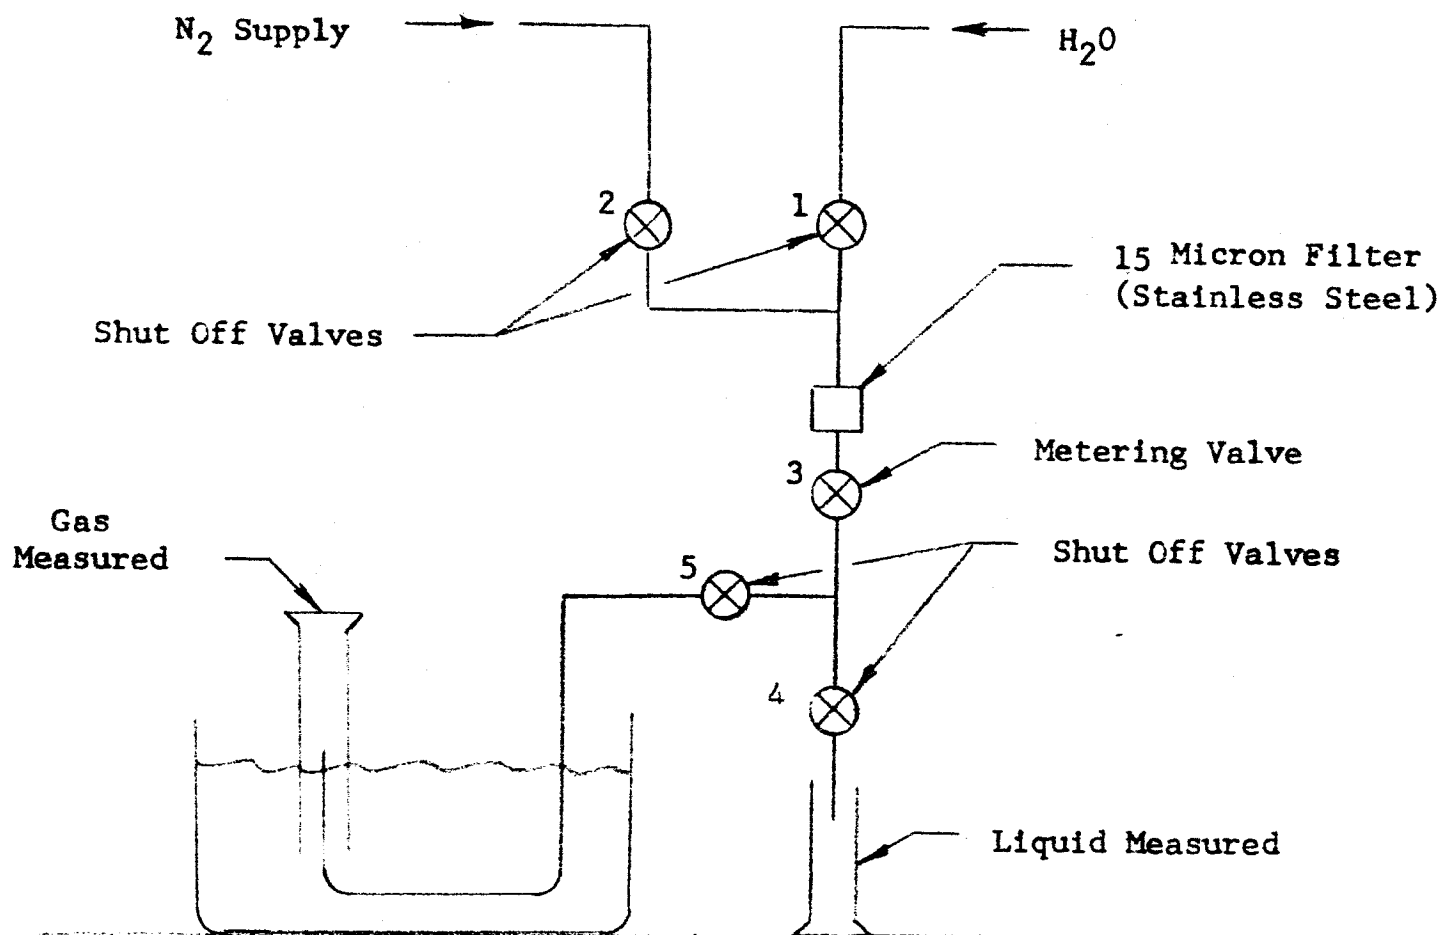 N₂ Supply
H₂O
2
1
15 Micron Filter
(Stainless Steel)
Shut Off Valves
Metering Valve
3
Gas
Measured
Shut Off Valves
5
4
Liquid Measured